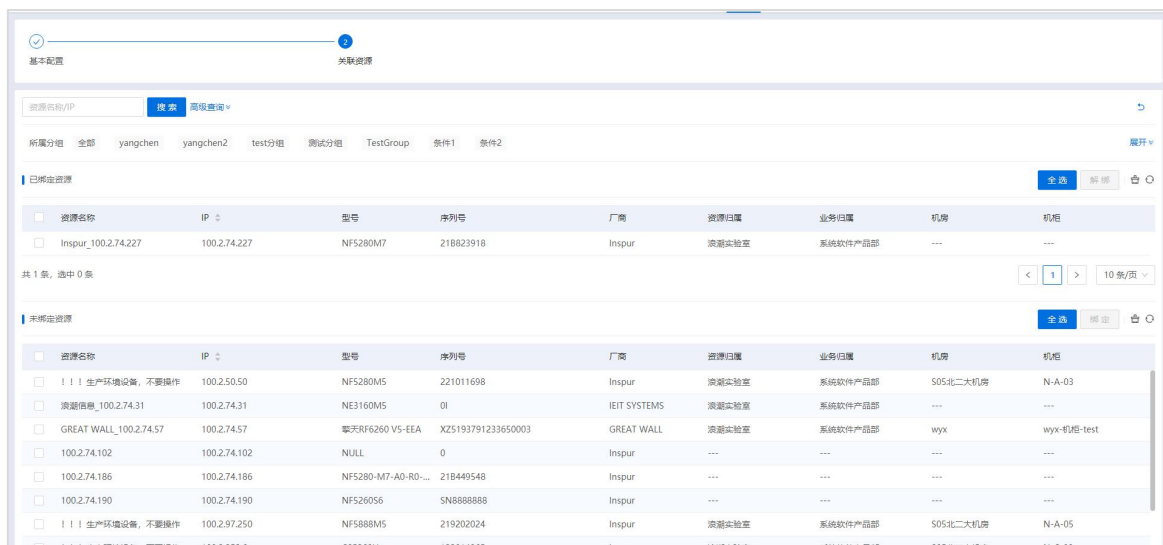 2
基本配置 关联资源
资源名称/IP 搜索 高级查询
所属分组 全部 yangchen yangchen2 test分组 测试分组 TestGroup 条件1 条件2 展开
已绑定资源 全选 解绑
资源名称 IP 型号 序列号 厂商 资源归属 业务归属 机房 机柜
Inspur_100.2.74.227 100.2.74.227 NF5280M7 21B823918 Inspur 浪潮实验室 系统软件产品部 --- ---
共 1 条, 选中 0 条 < 1 > 10 条/页
未绑定资源 全选 绑定
资源名称 IP 型号 序列号 厂商 资源归属 业务归属 机房 机柜
！！！生产环境设备，不要操作 100.2.50.50 NF5280M5 221011698 Inspur 浪潮实验室 系统软件产品部 S05北二大机房 N-A-03
浪潮信息_100.2.74.31 100.2.74.31 NE3160M5 0I IEIT SYSTEMS 浪潮实验室 系统软件产品部 --- ---
GREAT WALL_100.2.74.57 100.2.74.57 擎天RF6260 V5-EEA XZ5193791233650003 GREAT WALL 浪潮实验室 系统软件产品部 wyx wyx-机柜-test
100.2.74.102 100.2.74.102 NULL 0 Inspur --- --- --- ---
100.2.74.186 100.2.74.186 NF5280-M7-A0-R0-... 21B449548 Inspur --- --- --- ---
100.2.74.190 100.2.74.190 NF5260S6 SN8888888 Inspur --- --- --- ---
！！！生产环境设备，不要操作 100.2.97.250 NF5888M5 219202024 Inspur 浪潮实验室 系统软件产品部 S05北二大机房 N-A-05